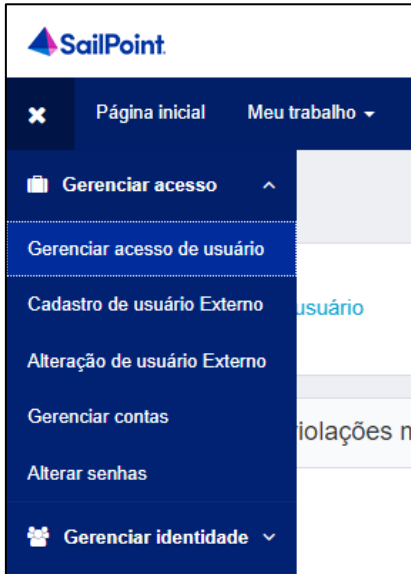 SailPoint
Página inicial Meu trabalho
Gerenciar acesso
Gerenciar acesso de usuário
Cadastro de usuário Externo
usuário
Alteração de usuário Externo
Gerenciar contas
Alterar senhas
Gerenciar identidade